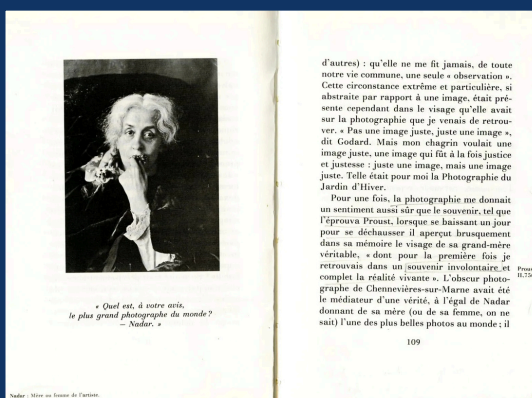 « Quel est, à votre avis,
le plus grand photographe du monde ?
— Nadar. »
Nadar : Mère ou femme de l'artiste.
d'autres) : qu'elle ne me fit jamais, de toute
notre vie commune, une seule « observation ».
Cette circonstance extrême et particulière, si
abstraite par rapport à une image, était pré-
sente cependant dans le visage qu'elle avait
sur la photographie que je venais de retrou-
ver. « Pas une image juste, juste une image »,
dit Godard. Mais mon chagrin voulait une
image juste, une image qui fût à la fois justice
et justesse : juste une image, mais une image
juste. Telle était pour moi la Photographie du
Jardin d'Hiver.
Pour une fois, la photographie me donnait
un sentiment aussi sûr que le souvenir, tel que
l'éprouva Proust, lorsque se baissant un jour
pour se déchausser il aperçut brusquement
dans sa mémoire le visage de sa grand-mère
véritable, « dont pour la première fois je
retrouvais dans un souvenir involontaire et
complet la réalité vivante ». L'obscur photo-
graphe de Chennevières-sur-Marne avait été
le médiateur d'une vérité, à l'égal de Nadar
donnant de sa mère (ou de sa femme, on ne
sait) l'une des plus belles photos au monde ; il
109